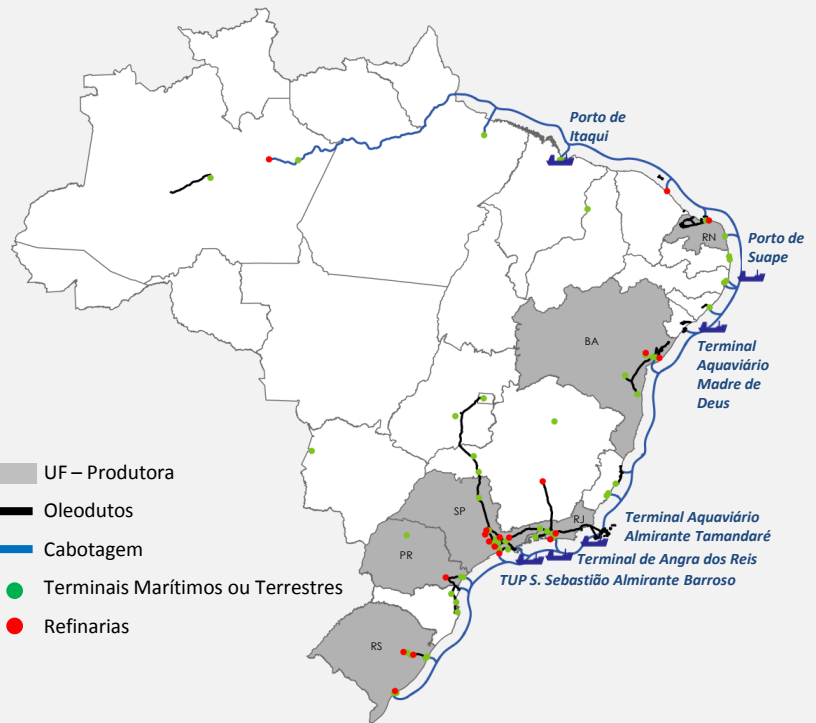 Porto de
Itaqui
RN
Porto de
Suape
BA
Terminal
Aquaviário
Madre de
Deus
UF – Produtora
SP
RJ
Oleodutos
Terminal Aquaviário
Almirante Tamandaré
Cabotagem
PR
Terminal de Angra dos Reis
TUP S. Sebastião Almirante Barroso
Terminais Marítimos ou Terrestres
Refinarias
RS